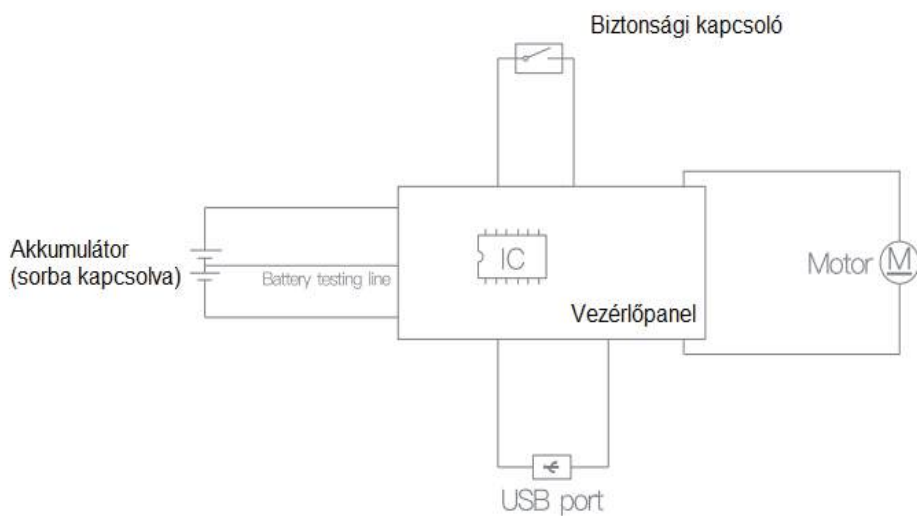 Biztonsági kapcsoló
Akkumulátor
(sorba kapcsolva)
Battery testing line
IC
Vezérlőpanel
Motor M
USB port